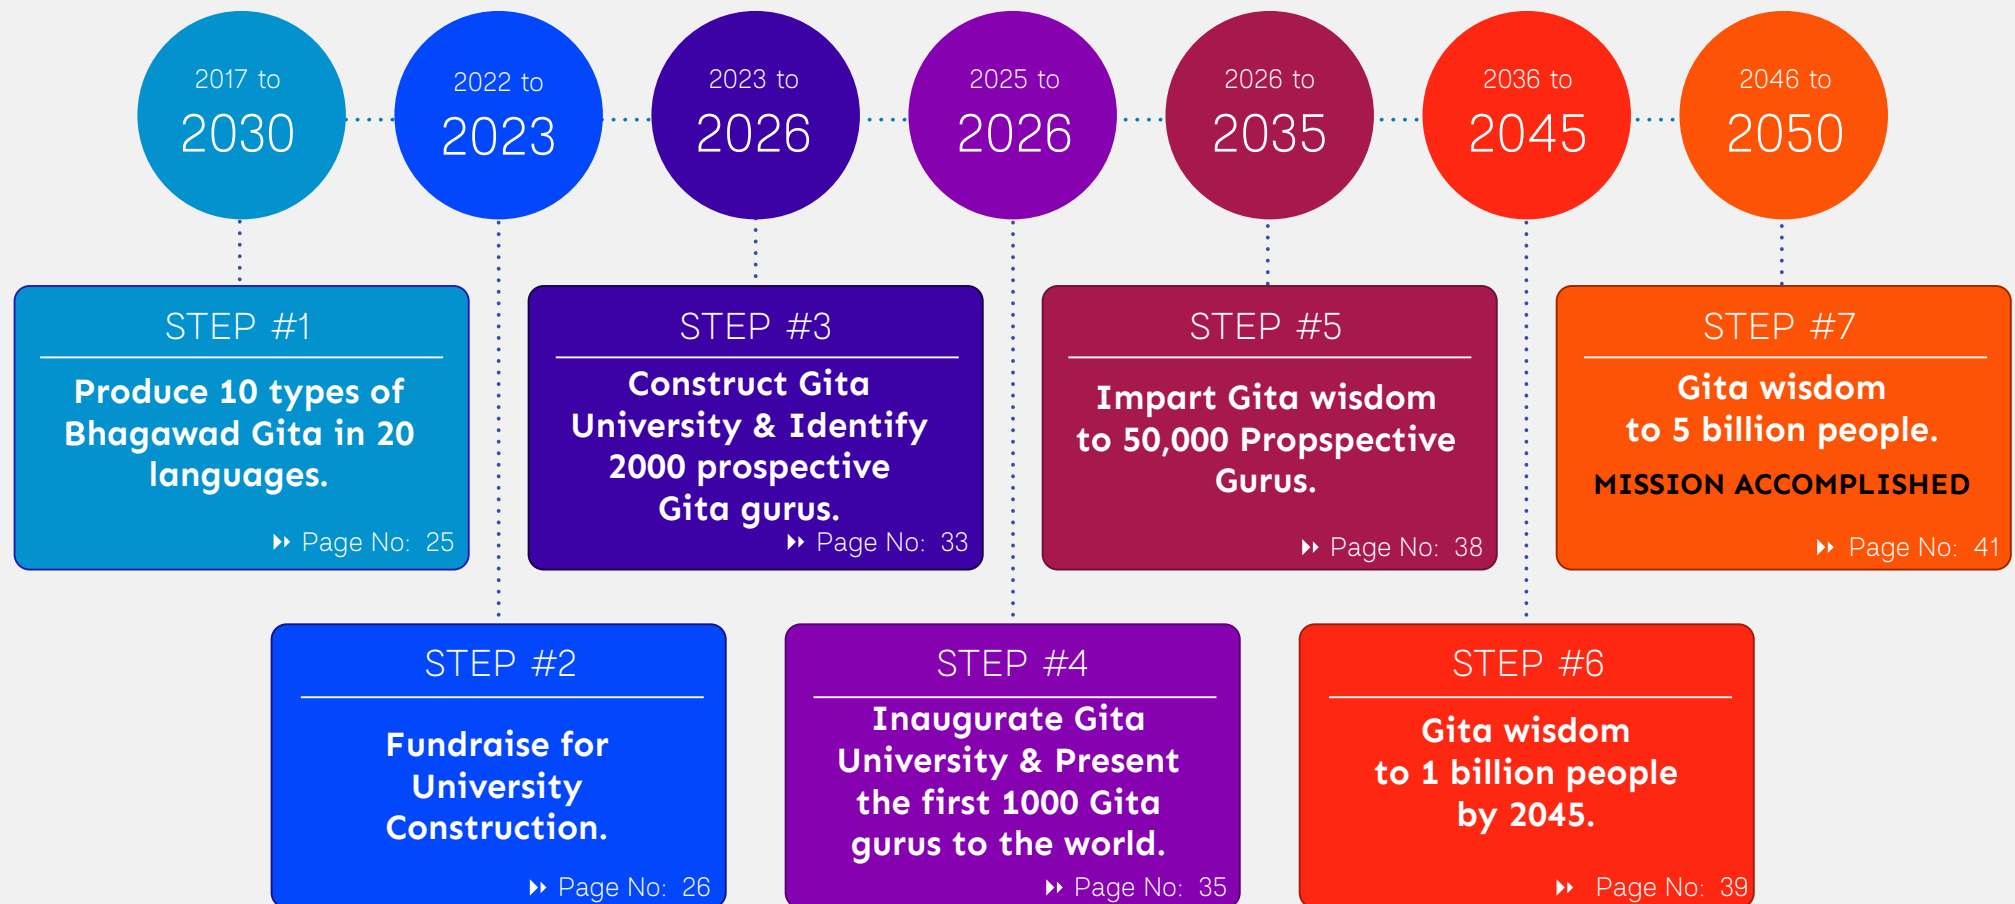 2017 to
2030
2022 to
2023
2023 to
2026
2025 to
2026
2026 to
2035
2036 to
2045
2046 to
2050
STEP #1
Produce 10 types of
Bhagawad Gita in 20
languages.
Page No: 25
STEP #3
Construct Gita
University & Identify
2000 prospective
Gita gurus.
Page No: 33
STEP #5
Impart Gita wisdom
to 50,000 Propspective
Gurus.
Page No: 38
STEP #7
Gita wisdom
to 5 billion people.
MISSION ACCOMPLISHED
Page No: 41
STEP #2
Fundraise for
University
Construction.
Page No: 26
STEP #4
Inaugurate Gita
University & Present
the first 1000 Gita
gurus to the world.
Page No: 35
STEP #6
Gita wisdom
to 1 billion people
by 2045.
Page No: 39